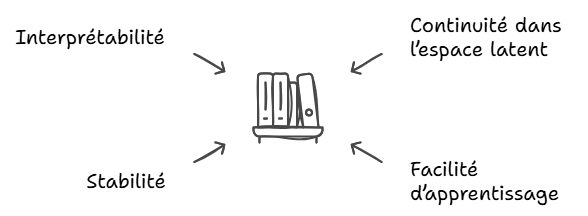 Interprétabilité
Continuité dans
l'espace latent
Stabilité
Facilité
d'apprentissage